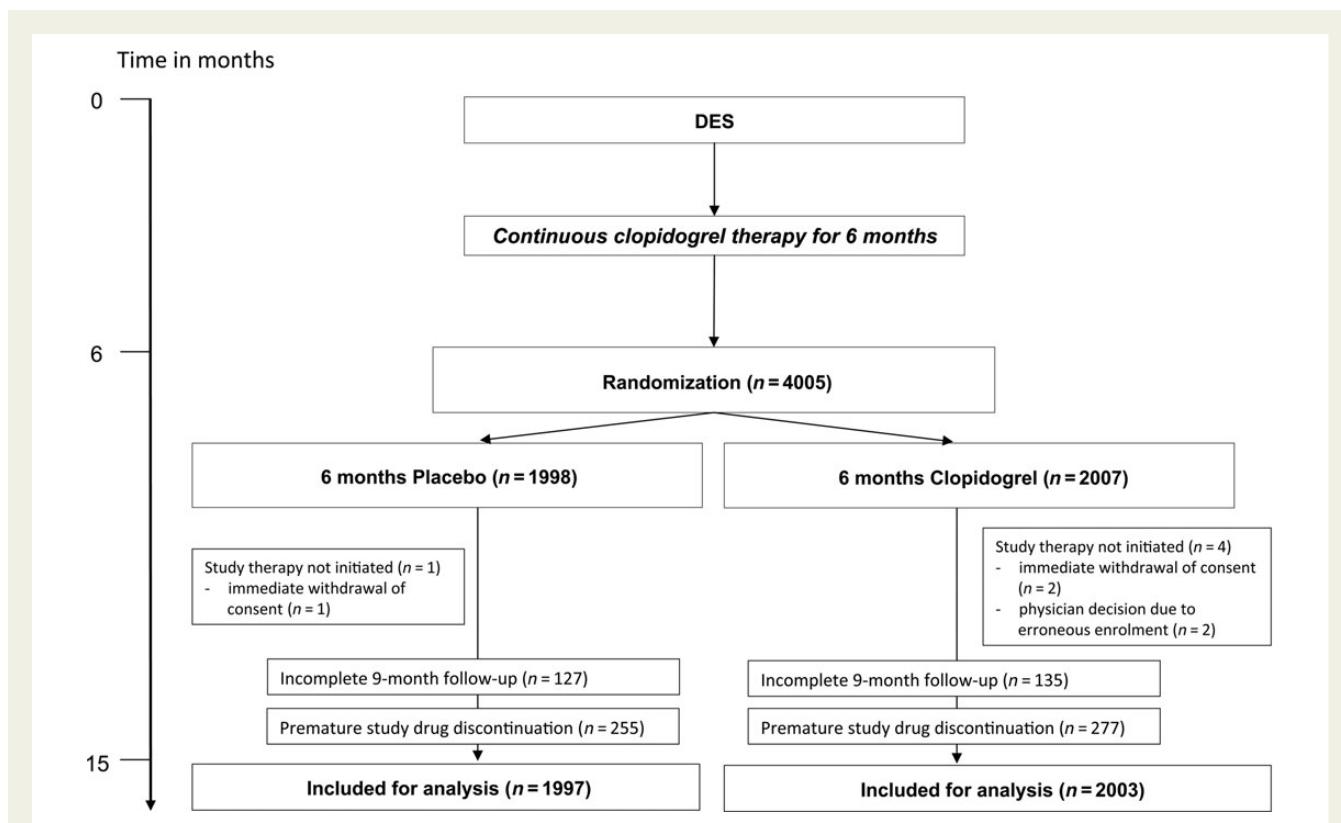 Time in months
0
DES
Continuous clopidogrel therapy for 6 months
6
Randomization (n = 4005)
6 months Placebo (n = 1998)
6 months Clopidogrel (n = 2007)
Study therapy not initiated (n = 1)
- immediate withdrawal of
consent (n = 1)
Study therapy not initiated (n = 4)
- immediate withdrawal of consent
(n = 2)
- physician decision due to
erroneous enrolment (n = 2)
Incomplete 9-month follow-up (n = 127)
Incomplete 9-month follow-up (n = 135)
Premature study drug discontinuation (n = 255)
Premature study drug discontinuation (n = 277)
15
Included for analysis (n = 1997)
Included for analysis (n = 2003)